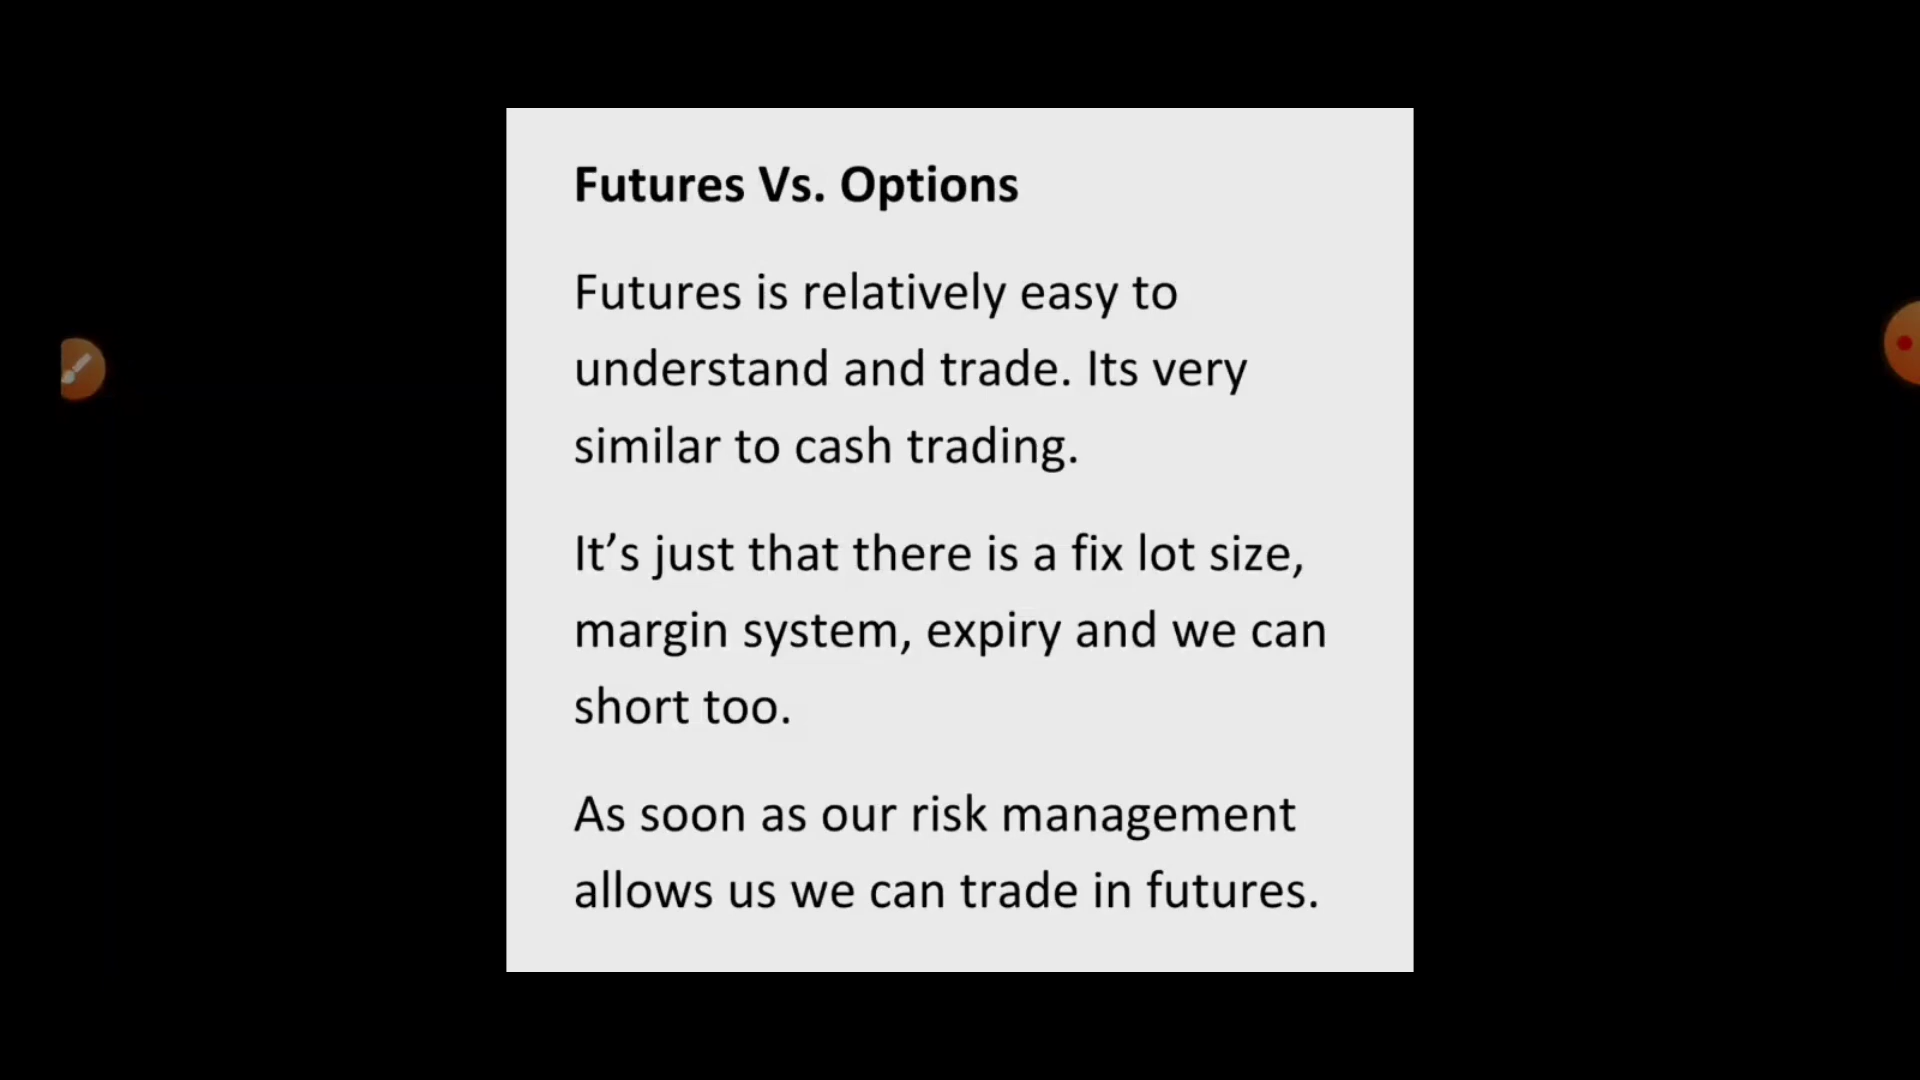 Futures Vs. Options
Futures is relatively easy to
understand and trade. Its very
similar to cash trading.
It’s just that there is a fix lot size,
margin system, expiry and we can
short too.
As soon as our risk management
allows us we can trade in futures.